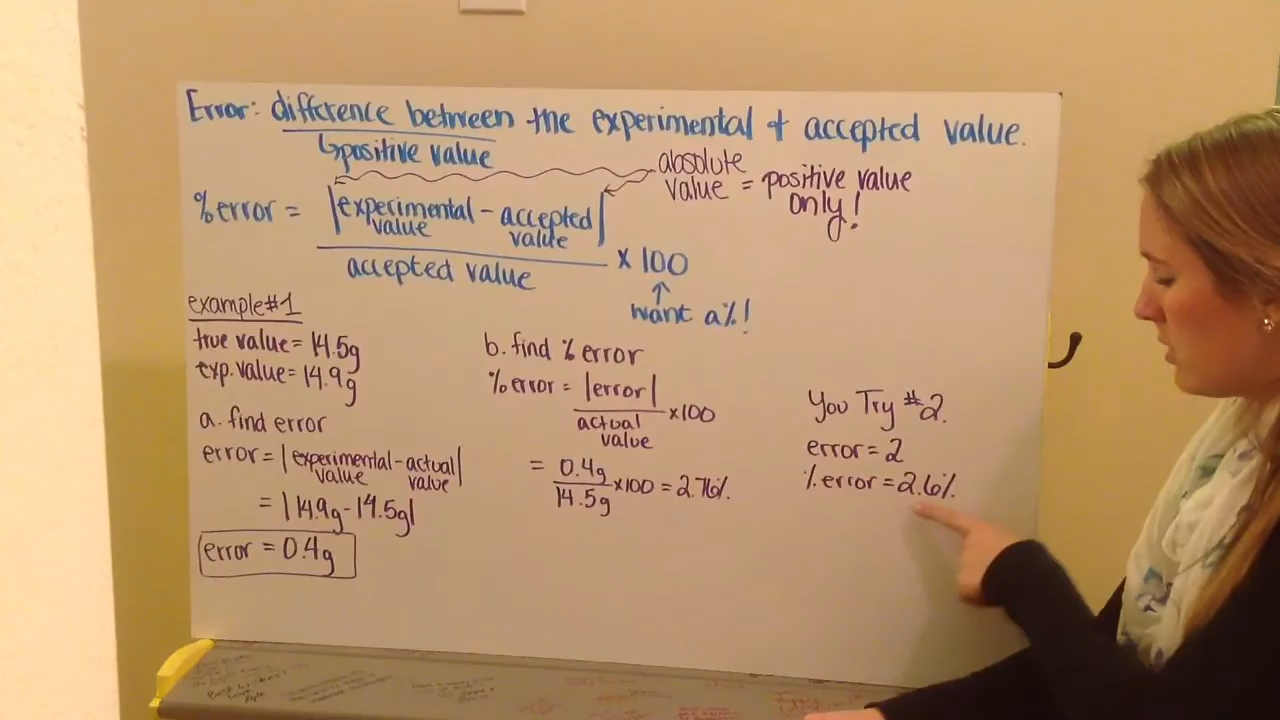 Error: difference between the experimental + accepted value.
↳positive value
absolute value = positive value only!
%error = |experimental value - accepted value| / accepted value × 100
↑
want a %!
example#1
true value = 14.5g
exp. value = 14.9g
a. find error
error = |experimental value - actual value|
= |14.9g - 14.5g|
error = 0.4g
b. find % error
% error = |error| / actual value ×100
= 0.4g / 14.5g ×100 = 2.76%
You Try #2.
error = 2
% error = 2.6%